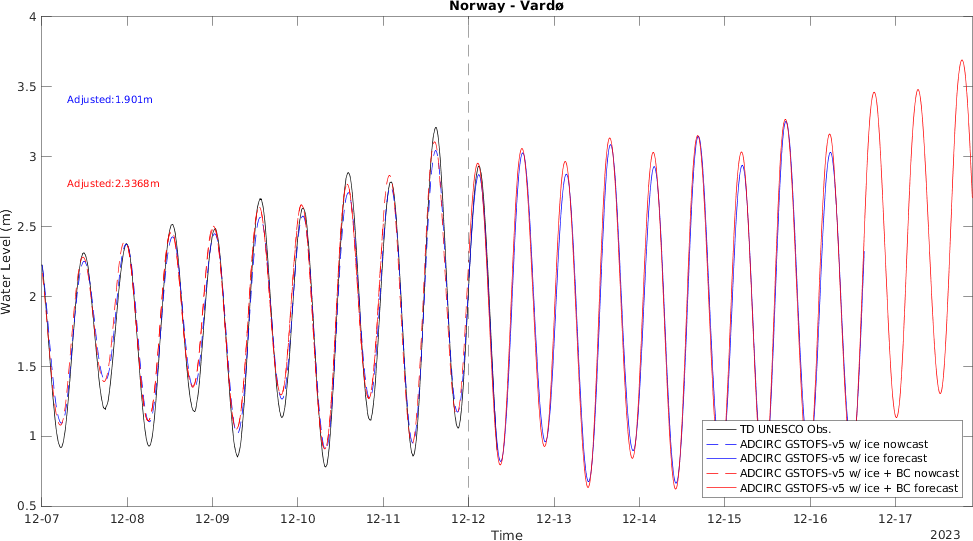 Norway - Vardø
4
3.5
3
2.5
2
1.5
1
0.5
Water Level (m)
Adjusted:1.901m
Adjusted:2.3368m
TD UNESCO Obs.
ADCIRC GSTOFS-v5 w/ ice nowcast
ADCIRC GSTOFS-v5 w/ ice forecast
ADCIRC GSTOFS-v5 w/ ice + BC nowcast
ADCIRC GSTOFS-v5 w/ ice + BC forecast
12-07 12-08 12-09 12-10 12-11 12-12 12-13 12-14 12-15 12-16 12-17
Time
2023